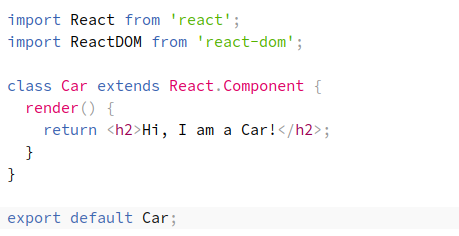 import React from 'react';
import ReactDOM from 'react-dom';

class Car extends React.Component {
  render() {
    return <h2>Hi, I am a Car!</h2>;
  }
}

export default Car;